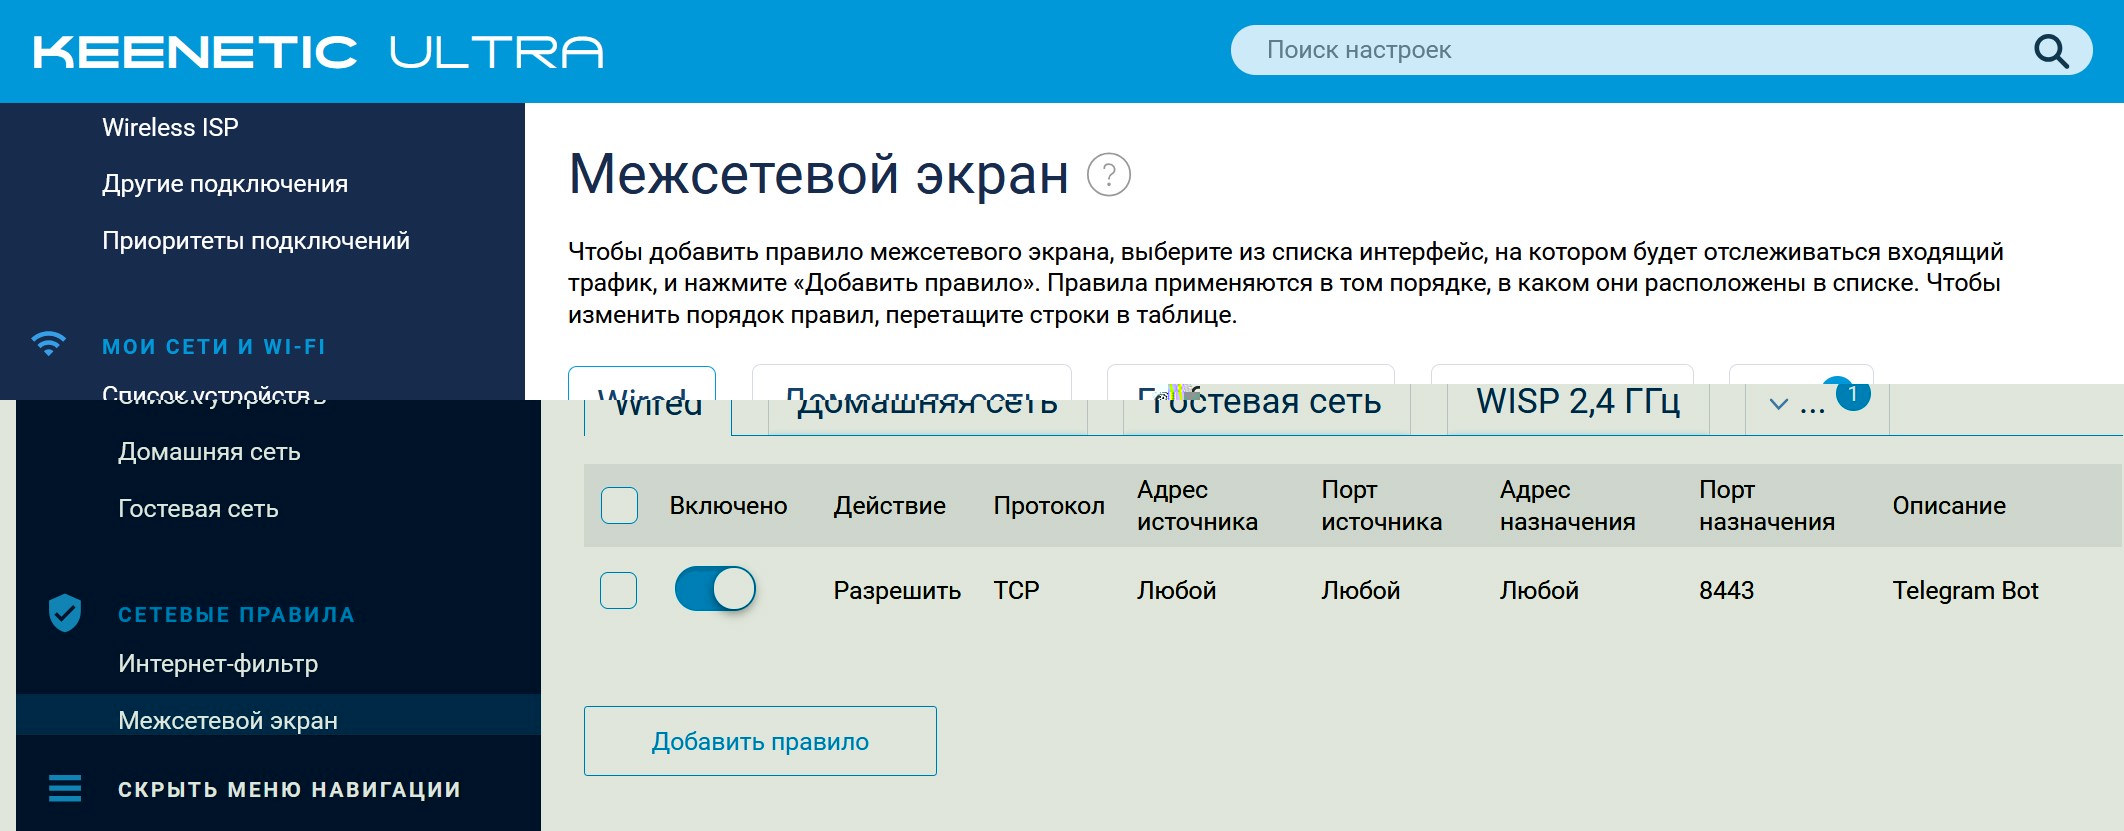 KEENETIC ULTRA
Поиск настроек
Wireless ISP
Другие подключения
Приоритеты подключений
МОИ СЕТИ И WI-FI
Список устройств
Домашняя сеть
Гостевая сеть
СЕТЕВЫЕ ПРАВИЛА
Интернет-фильтр
Межсетевой экран
СКРЫТЬ МЕНЮ НАВИГАЦИИ
Межсетевой экран ?
Чтобы добавить правило межсетевого экрана, выберите из списка интерфейс, на котором будет отслеживаться входящий
трафик, и нажмите «Добавить правило». Правила применяются в том порядке, в каком они расположены в списке. Чтобы
изменить порядок правил, перетащите строки в таблице.
Wired Домашняя сеть Гостевая сеть WISP 2,4 ГГц ... 1
Включено Действие Протокол Адрес источника Порт источника Адрес назначения Порт назначения Описание
Разрешить TCP Любой Любой Любой 8443 Telegram Bot
Добавить правило